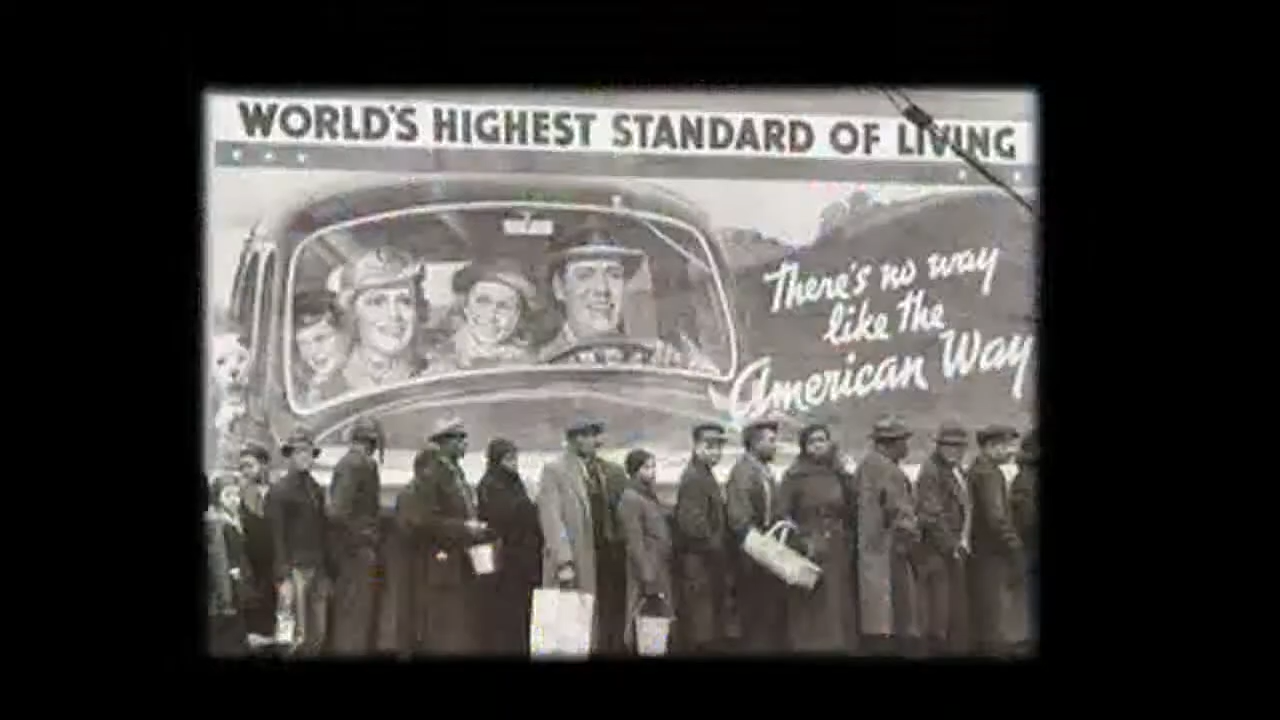 WORLD'S HIGHEST STANDARD OF LIVING
There's no way
like the
American Way